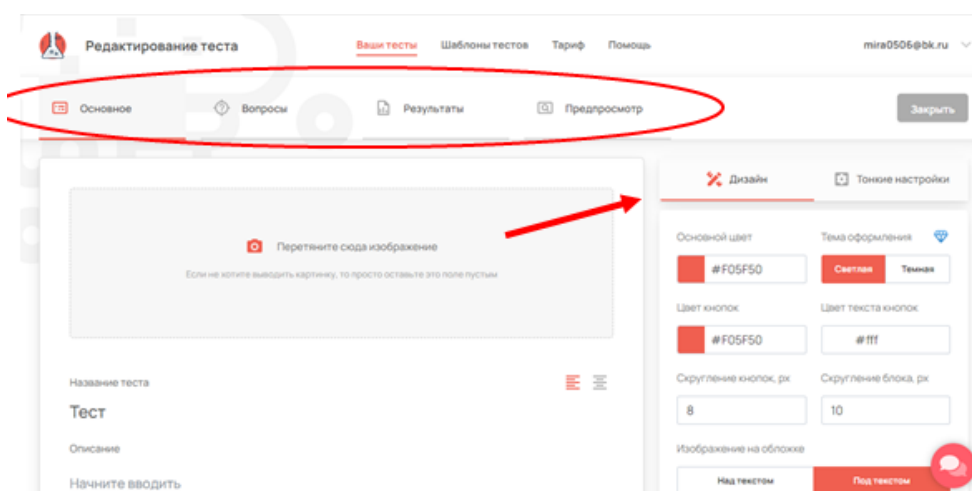 Редактирование теста Ваши тесты Шаблоны тестов Тариф Помощь mira0506@bk.ru
Основное Вопросы Результаты Предпросмотр Закрыть
Дизайн Тонкие настройки
Перетяните сюда изображение
Если не хотите выводить картинку, то просто оставьте это поле пустым
Основной цвет Тема оформления
#F05F50 Светлая Темная
Цвет кнопок Цвет текста кнопок
#F05F50 #fff
Название теста
Тест
Описание
Начните вводить
Скругление кнопок, px Скругление блока, px
8 10
Изображение на обложке
Над текстом Под текстом